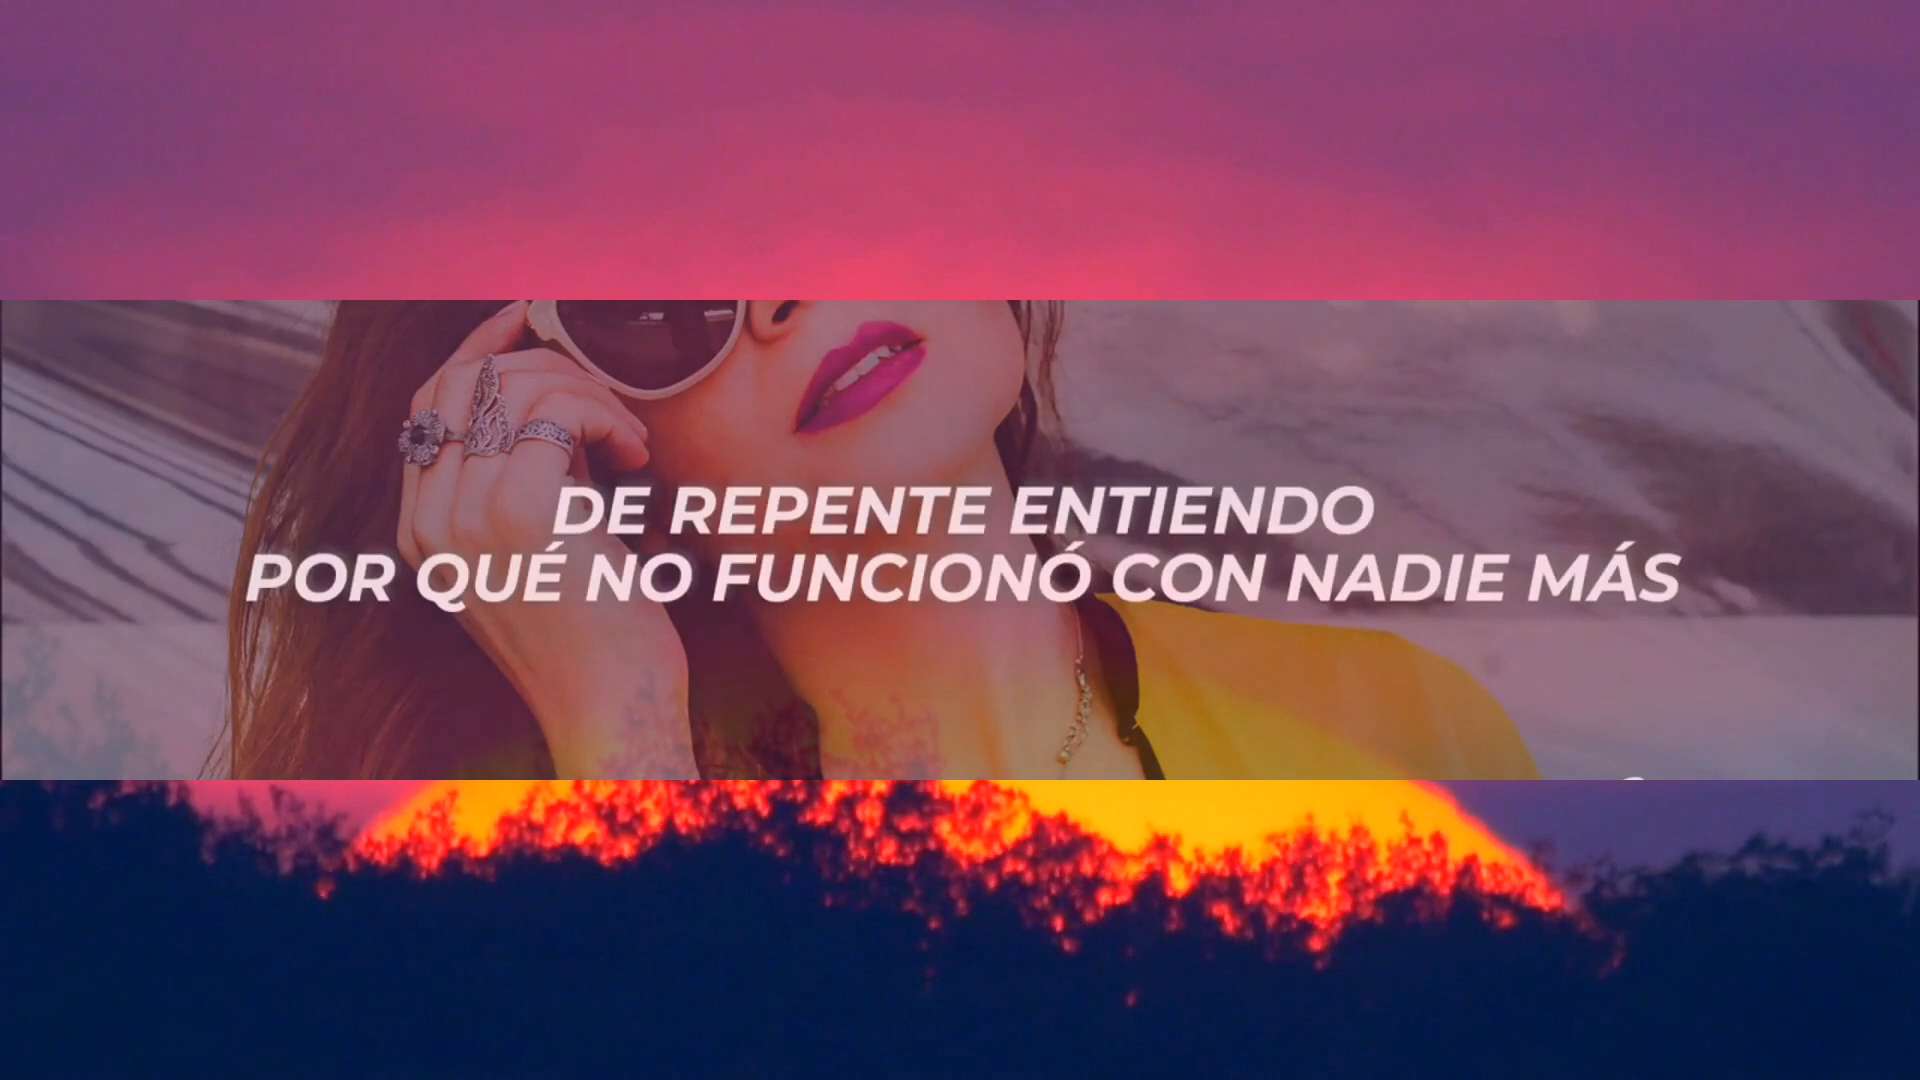 DE REPENTE ENTIENDO
POR QUÉ NO FUNCIONÓ CON NADIE MÁS